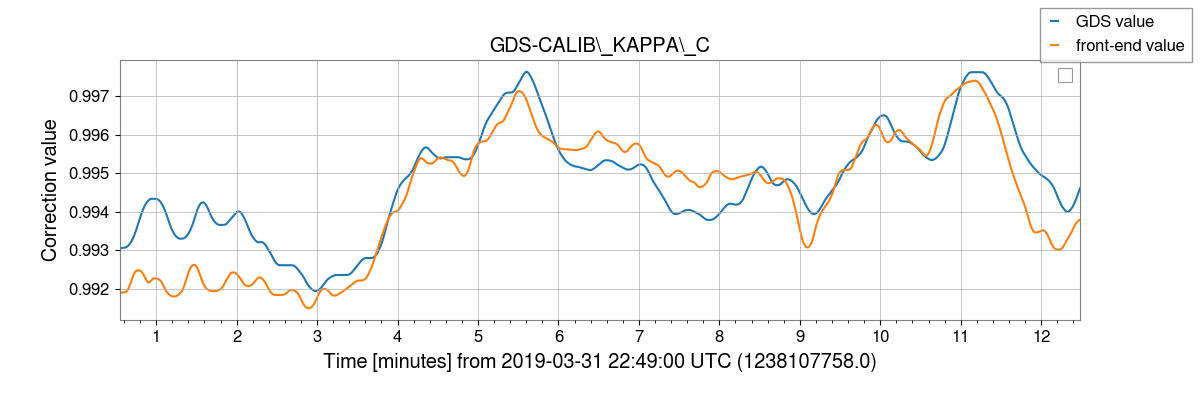 GDS value
front-end value
GDS-CALIB\_KAPPA\_C
Correction value
0.997
0.996
0.995
0.994
0.993
0.992
1 2 3 4 5 6 7 8 9 10 11 12
Time [minutes] from 2019-03-31 22:49:00 UTC (1238107758.0)